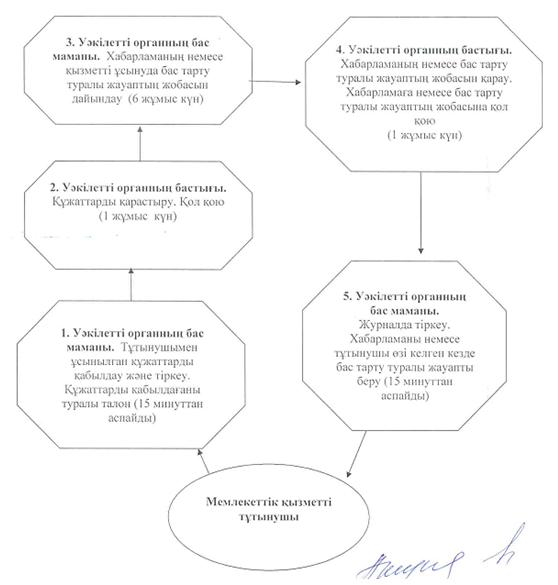 3. Уәкілетті органның бас
маманы. Хабарламаның немесе
қызметті ұсынуда бас тарту
туралы жауаптың жобасын
дайындау (6 жұмыс күн)
4. Уәкілетті органның бастығы.
Хабарламаның немесе бас тарту
туралы жауаптың жобасын қарау.
Хабарламаға немесе бас тарту
туралы жауаптың жобасына қол
қою
(1 жұмыс күн)
2. Уәкілетті органның бастығы.
Құжаттарды қарастыру. Қол қою
(1 жұмыс күн)
1. Уәкілетті органның бас
маманы. Тұтынушымен
ұсынылған құжаттарды
қабылдау және тіркеу.
Құжаттарды қабылдағаны
туралы талон (15 минуттан
аспайды)
5. Уәкілетті органның
бас маманы.
Журналда тіркеу.
Хабарламаны немесе
тұтынушы өзі келген кезде
бас тарту туралы жауапты
беру (15 минуттан
аспайды)
Мемлекеттік қызметті
тұтынушы